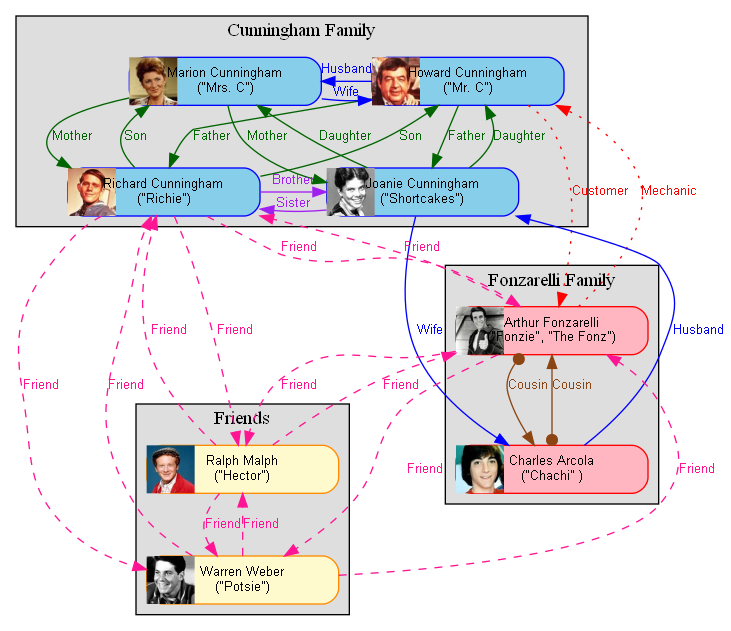 Cunningham Family
Marion Cunningham
("Mrs. C")
Howard Cunningham
("Mr. C")
Husband
Wife
Mother
Son
Father
Mother
Daughter
Son
Father
Daughter
Richard Cunningham
("Richie")
Brother
Sister
Joanie Cunningham
("Shortcakes")
Customer
Mechanic
Friend
Friend
Fonzarelli Family
Arthur Fonzarelli
("Fonzie", "The Fonz")
Wife
Husband
Friend
Friend
Friend
Friend
Friend
Friend
Cousin
Cousin
Friends
Ralph Malph
("Hector")
Charles Arcola
("Chachi" )
Friend
Friend
Friend
Friend
Warren Weber
("Potsie")